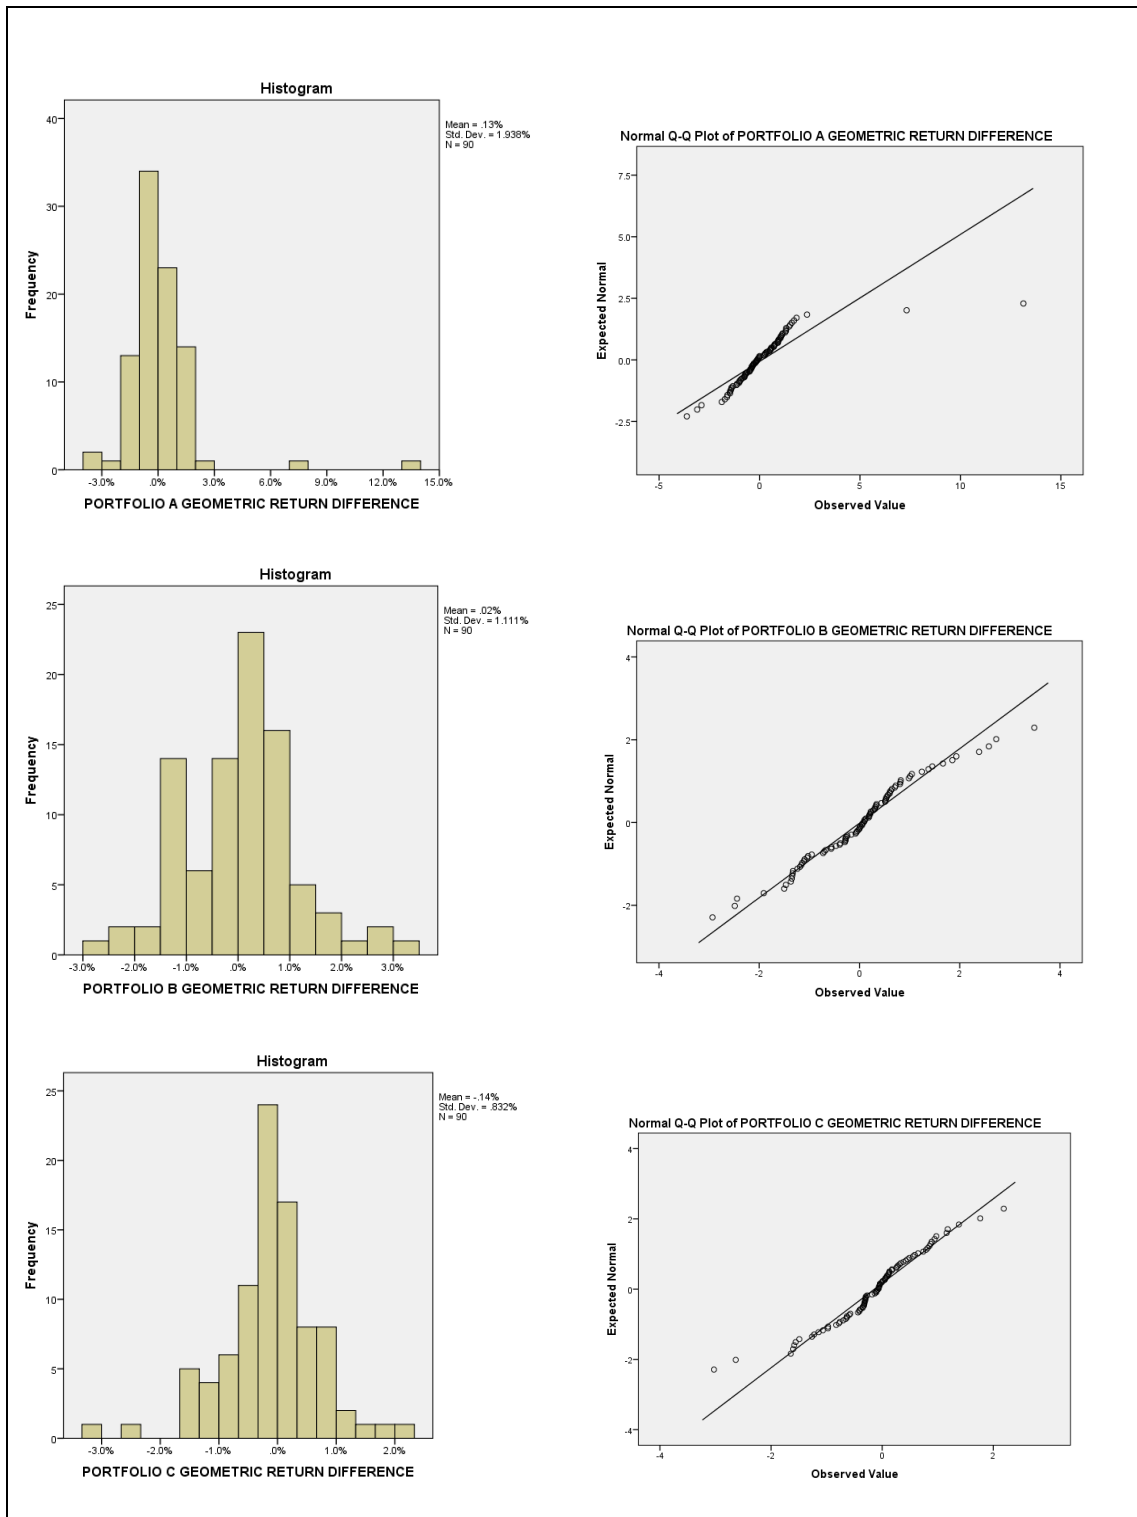 Histogram
Mean = .13%
Std. Dev. = 1.938%
N = 90
40
30
20
10
0
Frequency
-3.0% .0% 3.0% 6.0% 9.0% 12.0% 15.0%
PORTFOLIO A GEOMETRIC RETURN DIFFERENCE
Normal Q-Q Plot of PORTFOLIO A GEOMETRIC RETURN DIFFERENCE
7.5
5.0
2.5
0.0
-2.5
Expected Normal
-5 0 5 10 15
Observed Value
Histogram
Mean = .02%
Std. Dev. = 1.111%
N = 90
25
20
15
10
5
0
Frequency
-3.0% -2.0% -1.0% .0% 1.0% 2.0% 3.0%
PORTFOLIO B GEOMETRIC RETURN DIFFERENCE
Normal Q-Q Plot of PORTFOLIO B GEOMETRIC RETURN DIFFERENCE
4
2
0
-2
Expected Normal
-4 -2 0 2 4
Observed Value
Histogram
Mean = -.14%
Std. Dev. = .832%
N = 90
25
20
15
10
5
0
Frequency
-3.0% -2.0% -1.0% .0% 1.0% 2.0%
PORTFOLIO C GEOMETRIC RETURN DIFFERENCE
Normal Q-Q Plot of PORTFOLIO C GEOMETRIC RETURN DIFFERENCE
4
2
0
-2
-4
Expected Normal
-4 -2 0 2
Observed Value